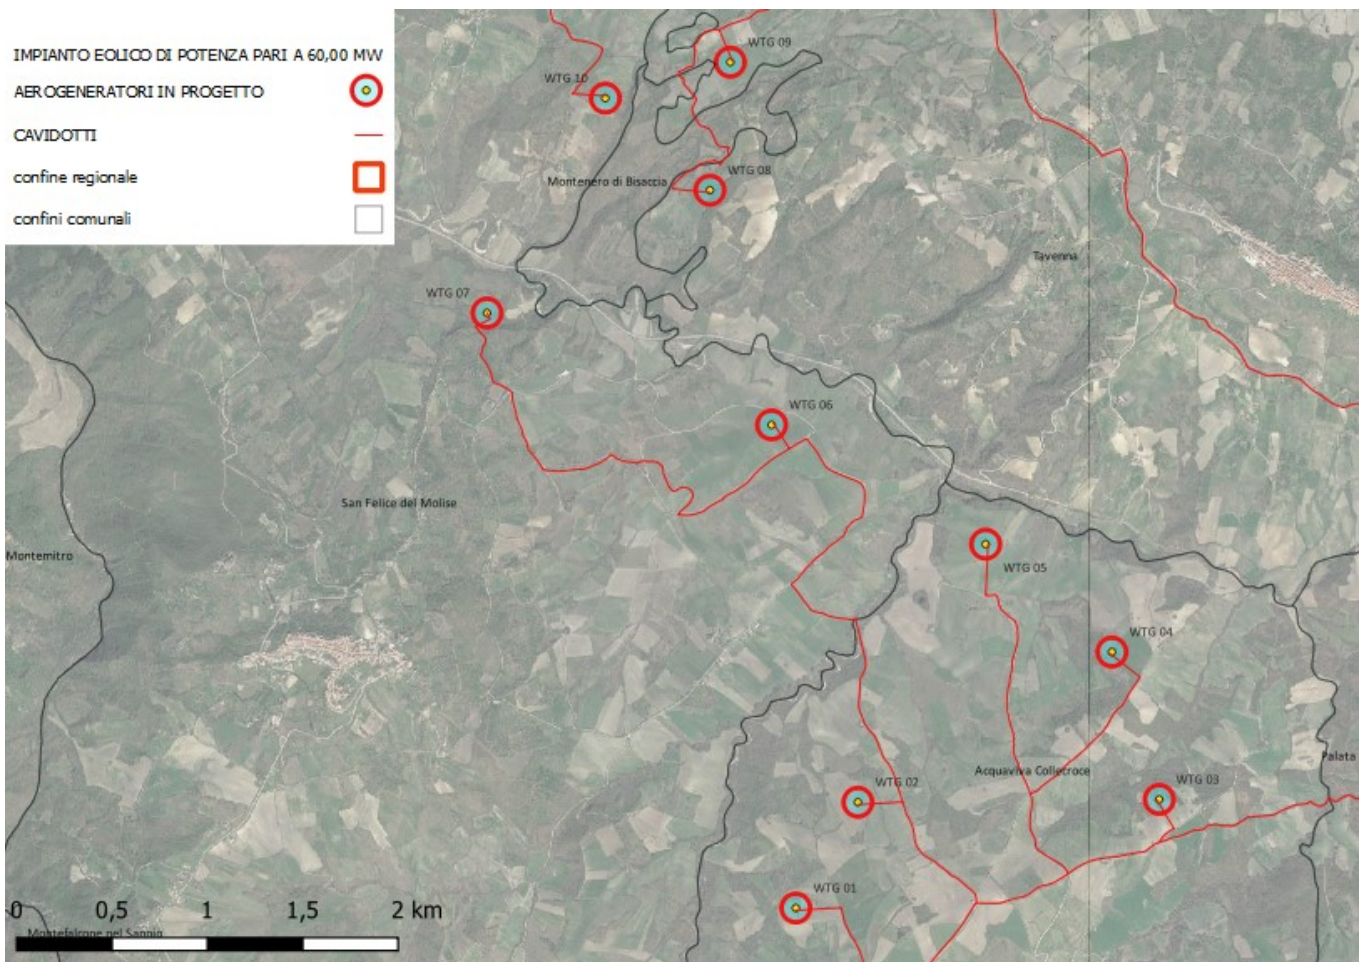 IMPIANTO EOLICO DI POTENZA PARI A 60,00 MW
AEROGENERATORI IN PROGETTO
CAVIDOTTI
confine regionale
confini comunali
WTG 09
WTG 10
WTG 08
Montenero di Bisaccia
Tavenna
WTG 07
WTG 06
San Felice del Molise
Montemitro
WTG 05
WTG 04
Palata
Acquaviva Collecroce
WTG 03
WTG 02
WTG 01
0 0,5 1 1,5 2 km
Montefalcone nel Sannio